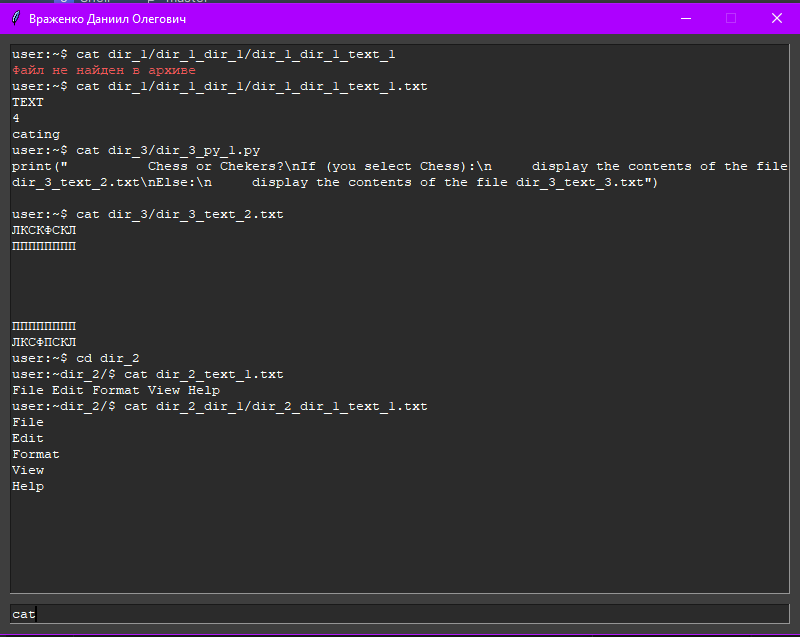 Враженко Даниил Олегович
user:~$ cat dir_1/dir_1_dir_1/dir_1_dir_1_text_1
Файл не найден в архиве
user:~$ cat dir_1/dir_1_dir_1/dir_1_dir_1_text_1.txt
TEXT
4
cating
user:~$ cat dir_3/dir_3_py_1.py
print("          Chess or Chekers?\nIf (you select Chess):\n     display the contents of the file
dir_3_text_2.txt\nElse:\n     display the contents of the file dir_3_text_3.txt")
user:~$ cat dir_3/dir_3_text_2.txt
ЛКСКФСКЛ
ПППППППП
ПППППППП
ЛКСФПСКЛ
user:~$ cd dir_2
user:~dir_2/$ cat dir_2_text_1.txt
File Edit Format View Help
user:~dir_2/$ cat dir_2_dir_1/dir_2_dir_1_text_1.txt
File
Edit
Format
View
Help
cat